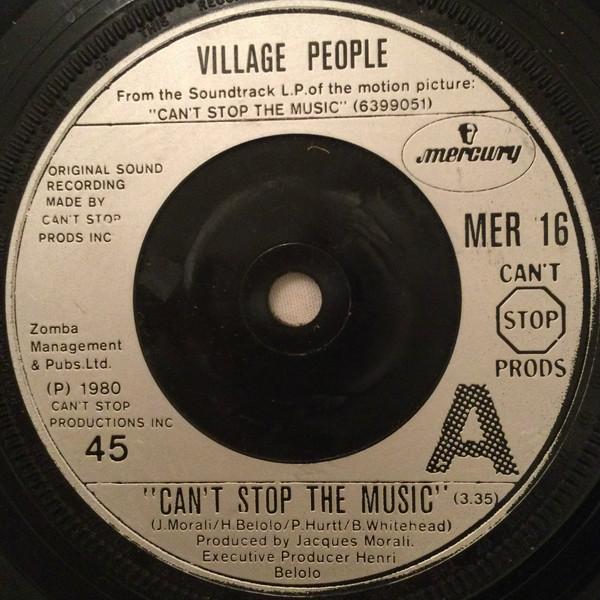 VILLAGE PEOPLE
From the Soundtrack L.P.of the motion picture:
"CAN'T STOP THE MUSIC" (6399051)
mercury
ORIGINAL SOUND
RECORDING
MADE BY
CAN'T STOP
PRODS INC
MER 16
CAN'T
STOP
PRODS
Zomba
Management
& Pubs.Ltd.
(P) 1980
CAN'T STOP
PRODUCTIONS INC
45
A
"CAN'T STOP THE MUSIC" (3.35)
(J.Morali/H.Belolo/P.Hurtt/B.Whitehead)
Produced by Jacques Morali.
Executive Producer Henri
Belolo